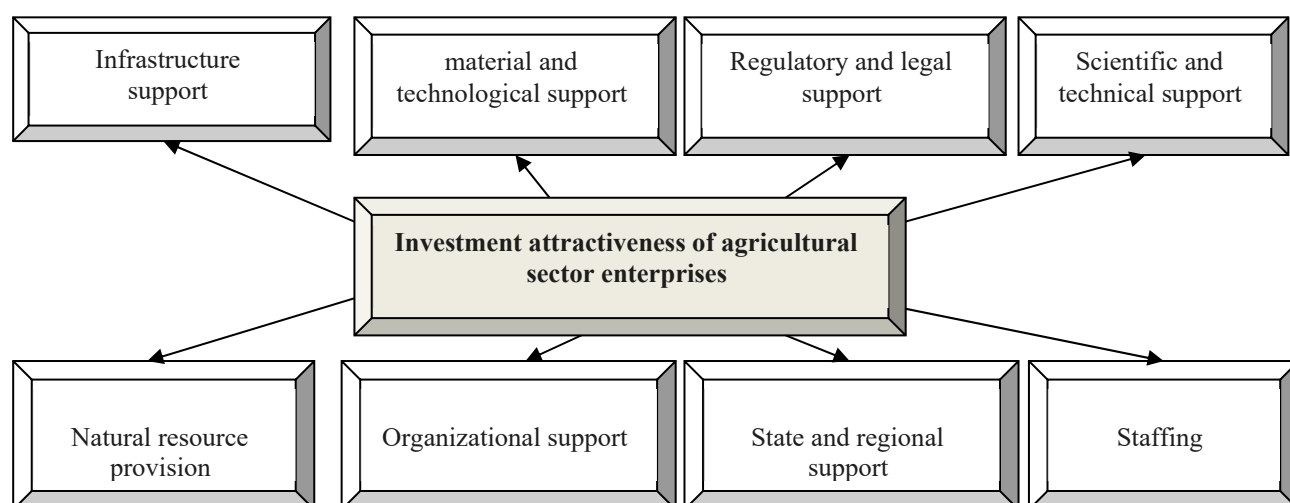 Infrastructure
support
material and
technological support
Regulatory and legal
support
Scientific and
technical support
Investment attractiveness of agricultural
sector enterprises
Natural resource
provision
Organizational support
State and regional
support
Staffing